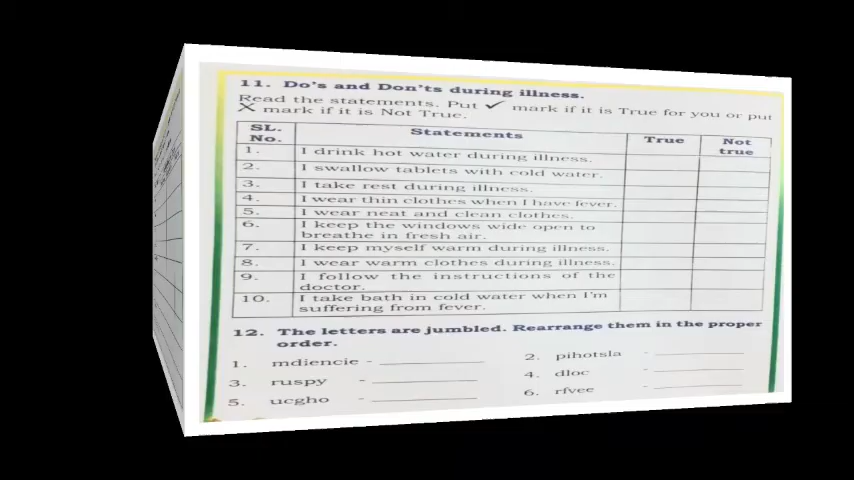 11. Do's and Don'ts during illness.
Read the statements. Put ✓ mark if it is True for you or put
X mark if it is Not True.
SL. No. Statements True Not true
1. I drink hot water during illness.
2. I swallow tablets with cold water.
3. I take rest during illness.
4. I wear thin clothes when I have fever.
5. I wear neat and clean clothes.
6. I keep the windows wide open to
breathe in fresh air.
7. I keep myself warm during illness.
8. I wear warm clothes during illness.
9. I follow the instructions of the
doctor.
10. I take bath in cold water when I'm
suffering from fever.
12. The letters are jumbled. Rearrange them in the proper
order.
1. mdiencie - 2. pihotsla -
3. ruspy - 4. dloc -
5. ucgho - 6. rfvee -